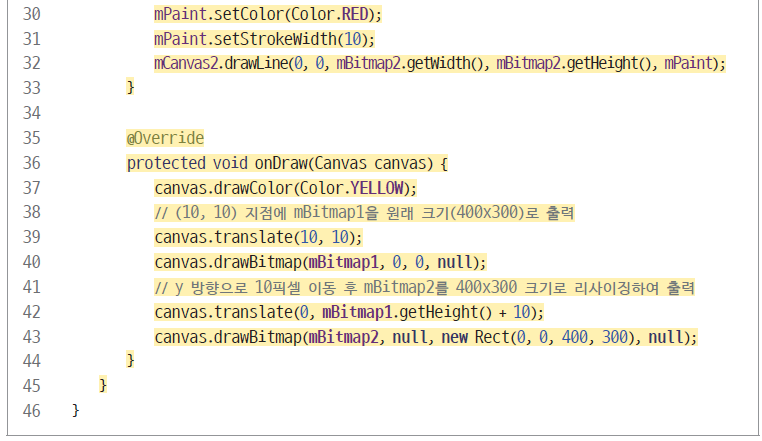 30 mPaint.setColor(Color.RED);
31 mPaint.setStrokeWidth(10);
32 mCanvas2.drawLine(0, 0, mBitmap2.getWidth(), mBitmap2.getHeight(), mPaint);
33 }
34
35 @Override
36 protected void onDraw(Canvas canvas) {
37 canvas.drawColor(Color.YELLOW);
38 // (10, 10) 지점에 mBitmap1을 원래 크기(400x300)로 출력
39 canvas.translate(10, 10);
40 canvas.drawBitmap(mBitmap1, 0, 0, null);
41 // y 방향으로 10픽셀 이동 후 mBitmap2를 400x300 크기로 리사이징하여 출력
42 canvas.translate(0, mBitmap1.getHeight() + 10);
43 canvas.drawBitmap(mBitmap2, null, new Rect(0, 0, 400, 300), null);
44 }
45 }
46 }